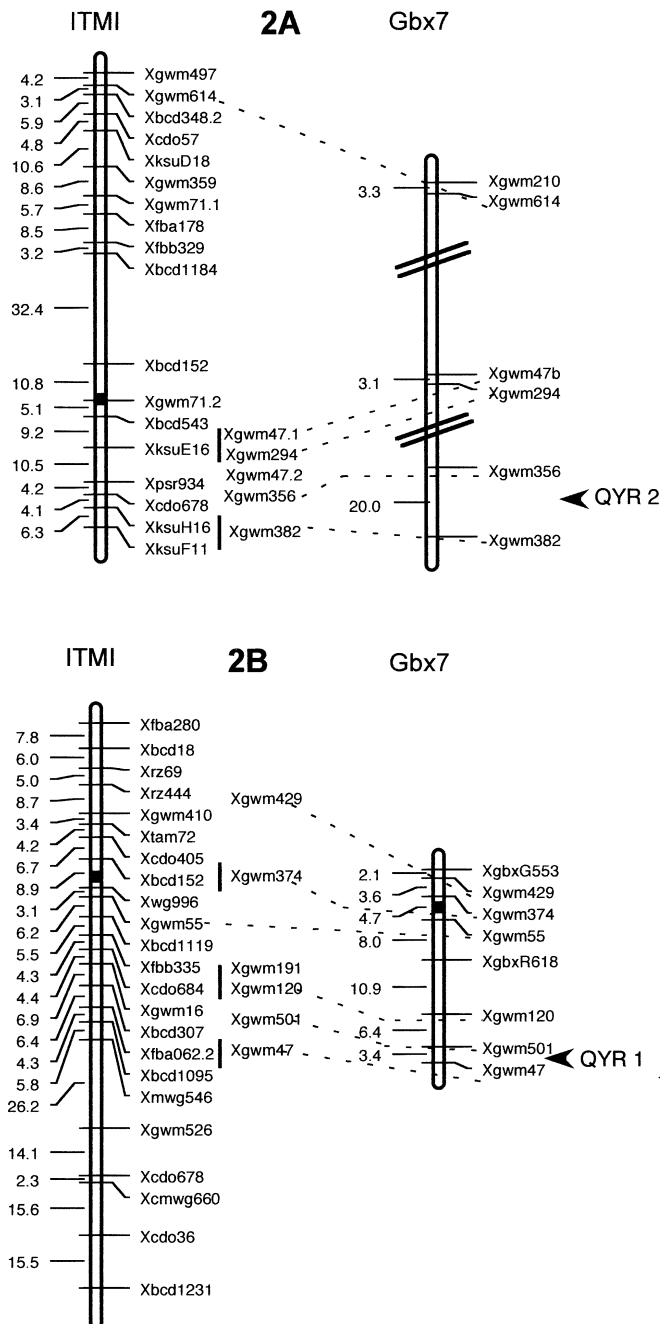 ITMI 2A Gbx7
4.2
3.1
5.9
4.8
10.6
8.6
5.7
8.5
3.2
32.4
10.8
5.1
9.2
10.5
4.2
4.1
6.3
Xgwm497
Xgwm614
Xbcd348.2
Xcdo57
XksuD18
Xgwm359
Xgwm71.1
Xfba178
Xfbb329
Xbcd1184
Xbcd152
Xgwm71.2
Xbcd543
XksuE16
Xpsr934
Xcdo678
XksuH16
XksuF11
Xgwm47.1
Xgwm294
Xgwm47.2
Xgwm356
Xgwm382
3.3
3.1
20.0
Xgwm210
Xgwm614
Xgwm47b
Xgwm294
Xgwm356
Xgwm382
QYR 2
ITMI 2B Gbx7
7.8
6.0
5.0
8.7
3.4
4.2
6.7
8.9
3.1
6.2
5.5
4.3
4.4
6.9
6.4
4.3
5.8
26.2
14.1
2.3
15.6
15.5
Xfba280
Xbcd18
Xrz69
Xrz444
Xgwm410
Xtam72
Xcdo405
Xbcd152
Xwg996
Xgwm55
Xbcd1119
Xfbb335
Xcdo684
Xgwm16
Xbcd307
Xfba062.2
Xbcd1095
Xmwg546
Xgwm526
Xcdo678
Xcmwg660
Xcdo36
Xbcd1231
Xgwm429
Xgwm374
Xgwm191
Xgwm120
Xgwm501
Xgwm47
2.1
3.6
4.7
8.0
10.9
6.4
3.4
XgbxG553
Xgwm429
Xgwm374
Xgwm55
XgbxR618
Xgwm120
Xgwm501
Xgwm47
QYR 1